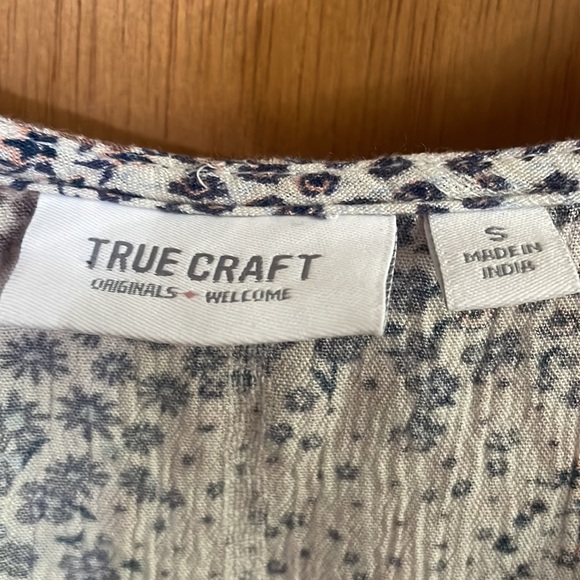 TRUE CRAFT
ORIGINALS WELCOME
S
MADE IN
INDIA